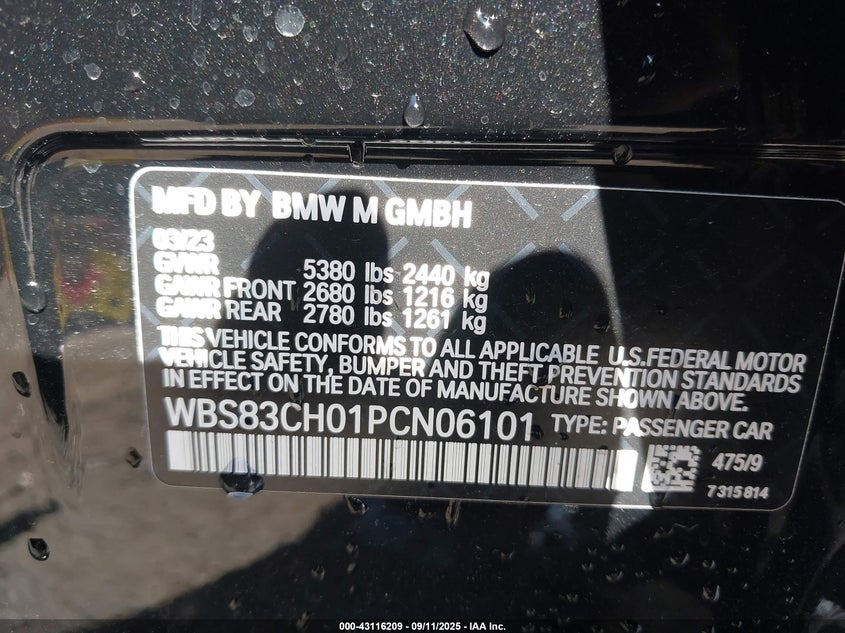 MFD BY BMW M GMBH
03/23
GVWR 5380 lbs 2440 kg
GAWR FRONT 2680 lbs 1216 kg
GAWR REAR 2780 lbs 1261 kg
THIS VEHICLE CONFORMS TO ALL APPLICABLE U.S.FEDERAL MOTOR
VEHICLE SAFETY, BUMPER AND THEFT PREVENTION STANDARDS
IN EFFECT ON THE DATE OF MANUFACTURE SHOWN ABOVE.
WBS83CH01PCN06101 TYPE: PASSENGER CAR
475/9
7315814
000-43116209 - 09/11/2025 - IAA Inc.